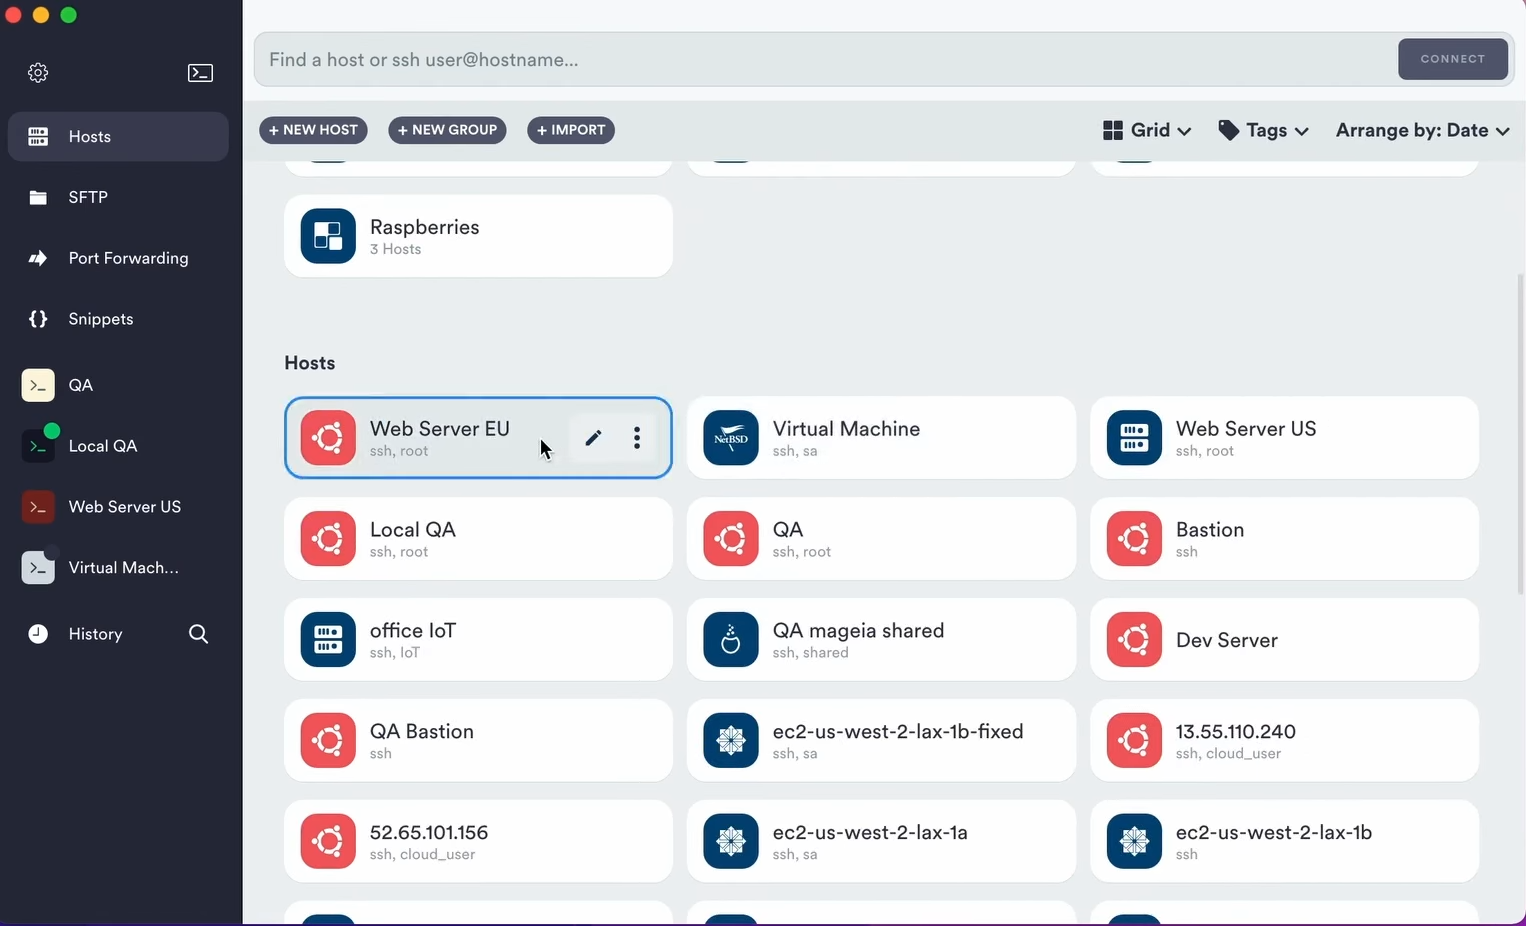 Find a host or ssh user@hostname...
CONNECT
+ NEW HOST
+ NEW GROUP
+ IMPORT
Grid
Tags
Arrange by: Date
Hosts
SFTP
Port Forwarding
Snippets
QA
Local QA
Web Server US
Virtual Mach...
History
Raspberries
3 Hosts
Hosts
Web Server EU
ssh, root
NetBSD
Virtual Machine
ssh, sa
Web Server US
ssh, root
Local QA
ssh, root
QA
ssh, root
Bastion
ssh
office IoT
ssh, IoT
QA mageia shared
ssh, shared
Dev Server
QA Bastion
ssh
ec2-us-west-2-lax-1b-fixed
ssh, sa
13.55.110.240
ssh, cloud_user
52.65.101.156
ssh, cloud_user
ec2-us-west-2-lax-1a
ssh, sa
ec2-us-west-2-lax-1b
ssh